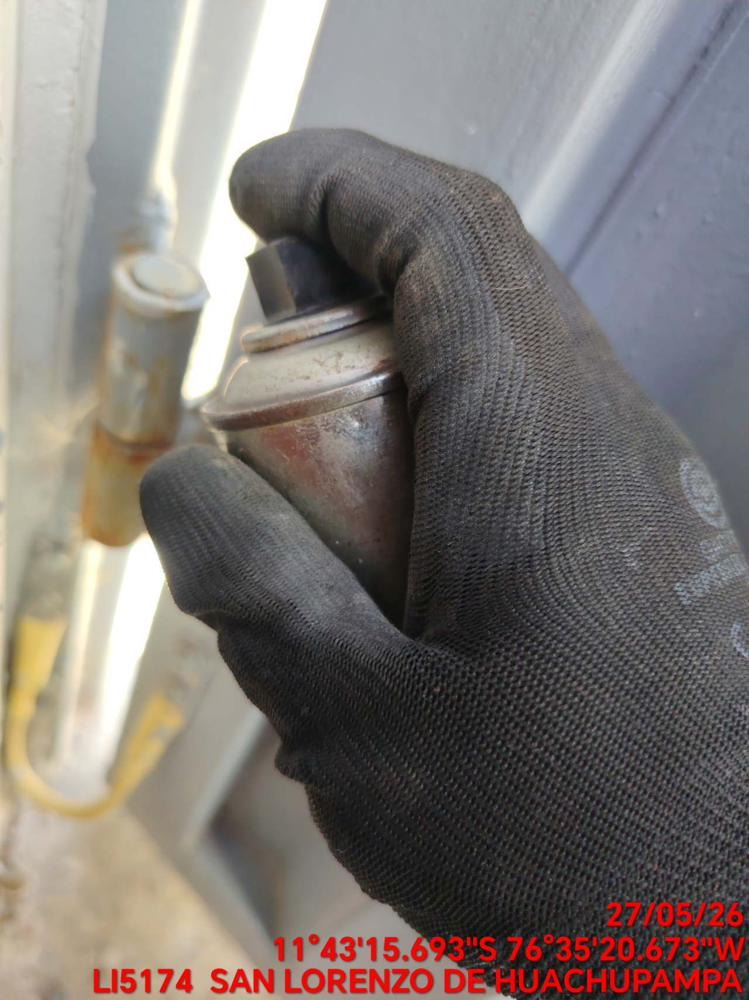 27/05/26
11°43'15.693"S 76°35'20.673"W
LI5174 SAN LORENZO DE HUACHUPAMPA